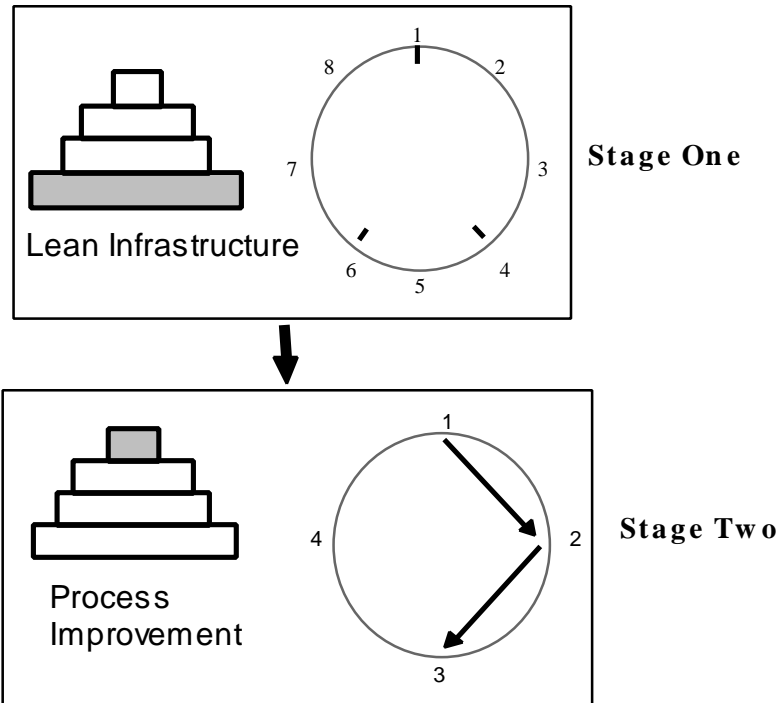 1
8
2
7
3
6
4
5
Lean Infrastructure
Stage One
1
4
2
3
Process
Improvement
Stage Two